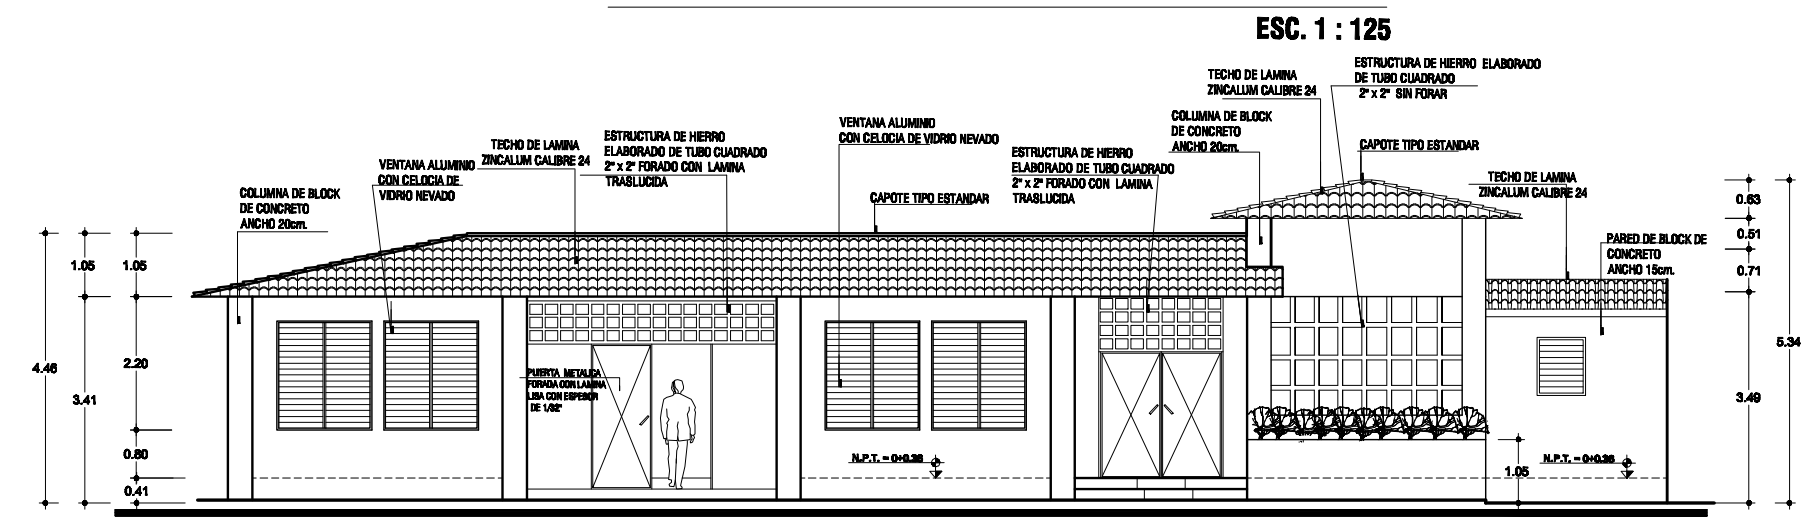 ESC. 1 : 125
ESTRUCTURA DE HIERRO ELABORADO
DE TUBO CUADRADO
2" x 2" SIN FORAR
TECHO DE LAMINA
ZINCALUM CALIBRE 24
COLUMNA DE BLOCK
DE CONCRETO
ANCHO 20cm.
VENTANA ALUMINIO
CON CELOCIA DE VIDRIO NEVADO
ESTRUCTURA DE HIERRO
ELABORADO DE TUBO CUADRADO
2" x 2" FORADO CON LAMINA
TRASLUCIDA
TECHO DE LAMINA
ZINCALUM CALIBRE 24
VENTANA ALUMINIO
CON CELOCIA DE
VIDRIO NEVADO
COLUMNA DE BLOCK
DE CONCRETO
ANCHO 20cm.
ESTRUCTURA DE HIERRO
ELABORADO DE TUBO CUADRADO
2" x 2" FORADO CON LAMINA
TRASLUCIDA
CAPOTE TIPO ESTANDAR
CAPOTE TIPO ESTANDAR
TECHO DE LAMINA
ZINCALUM CALIBRE 24
PARED DE BLOCK DE
CONCRETO
ANCHO 15cm.
0.63
0.51
0.71
3.49
5.34
1.05
1.05
4.46
3.41
2.20
0.80
0.41
PUERTA METALICA
FORADA CON LAMINA
LISA CON ESPESOR
DE 1/32"
N.P.T. = 0+0.36
1.05
N.P.T. = 0+0.36